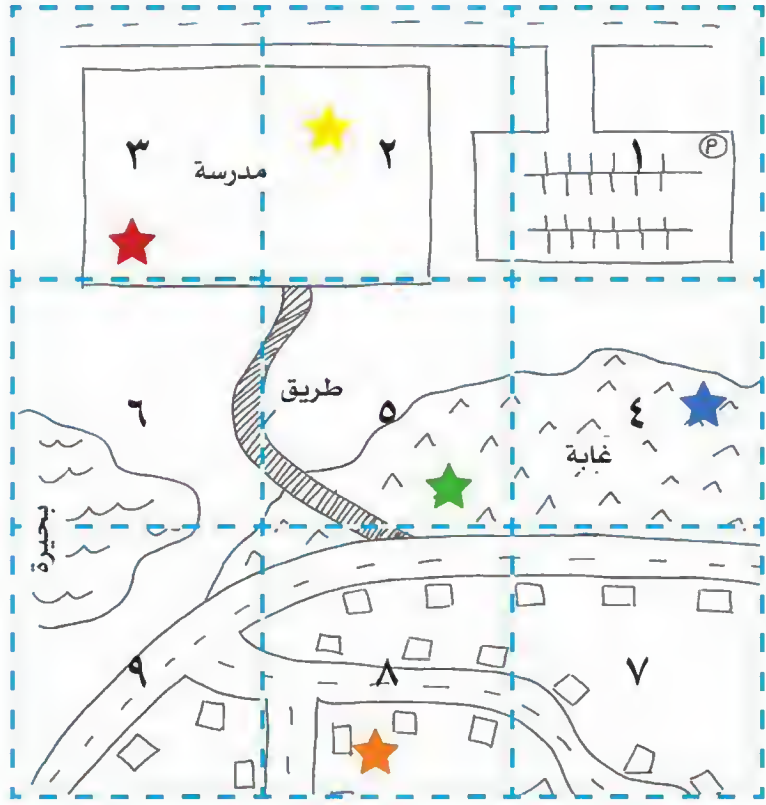 ١
م
٢
٣
مدرسة
٤
غابة
٥
طريق
٦
بحيرة
٧
٨
٩